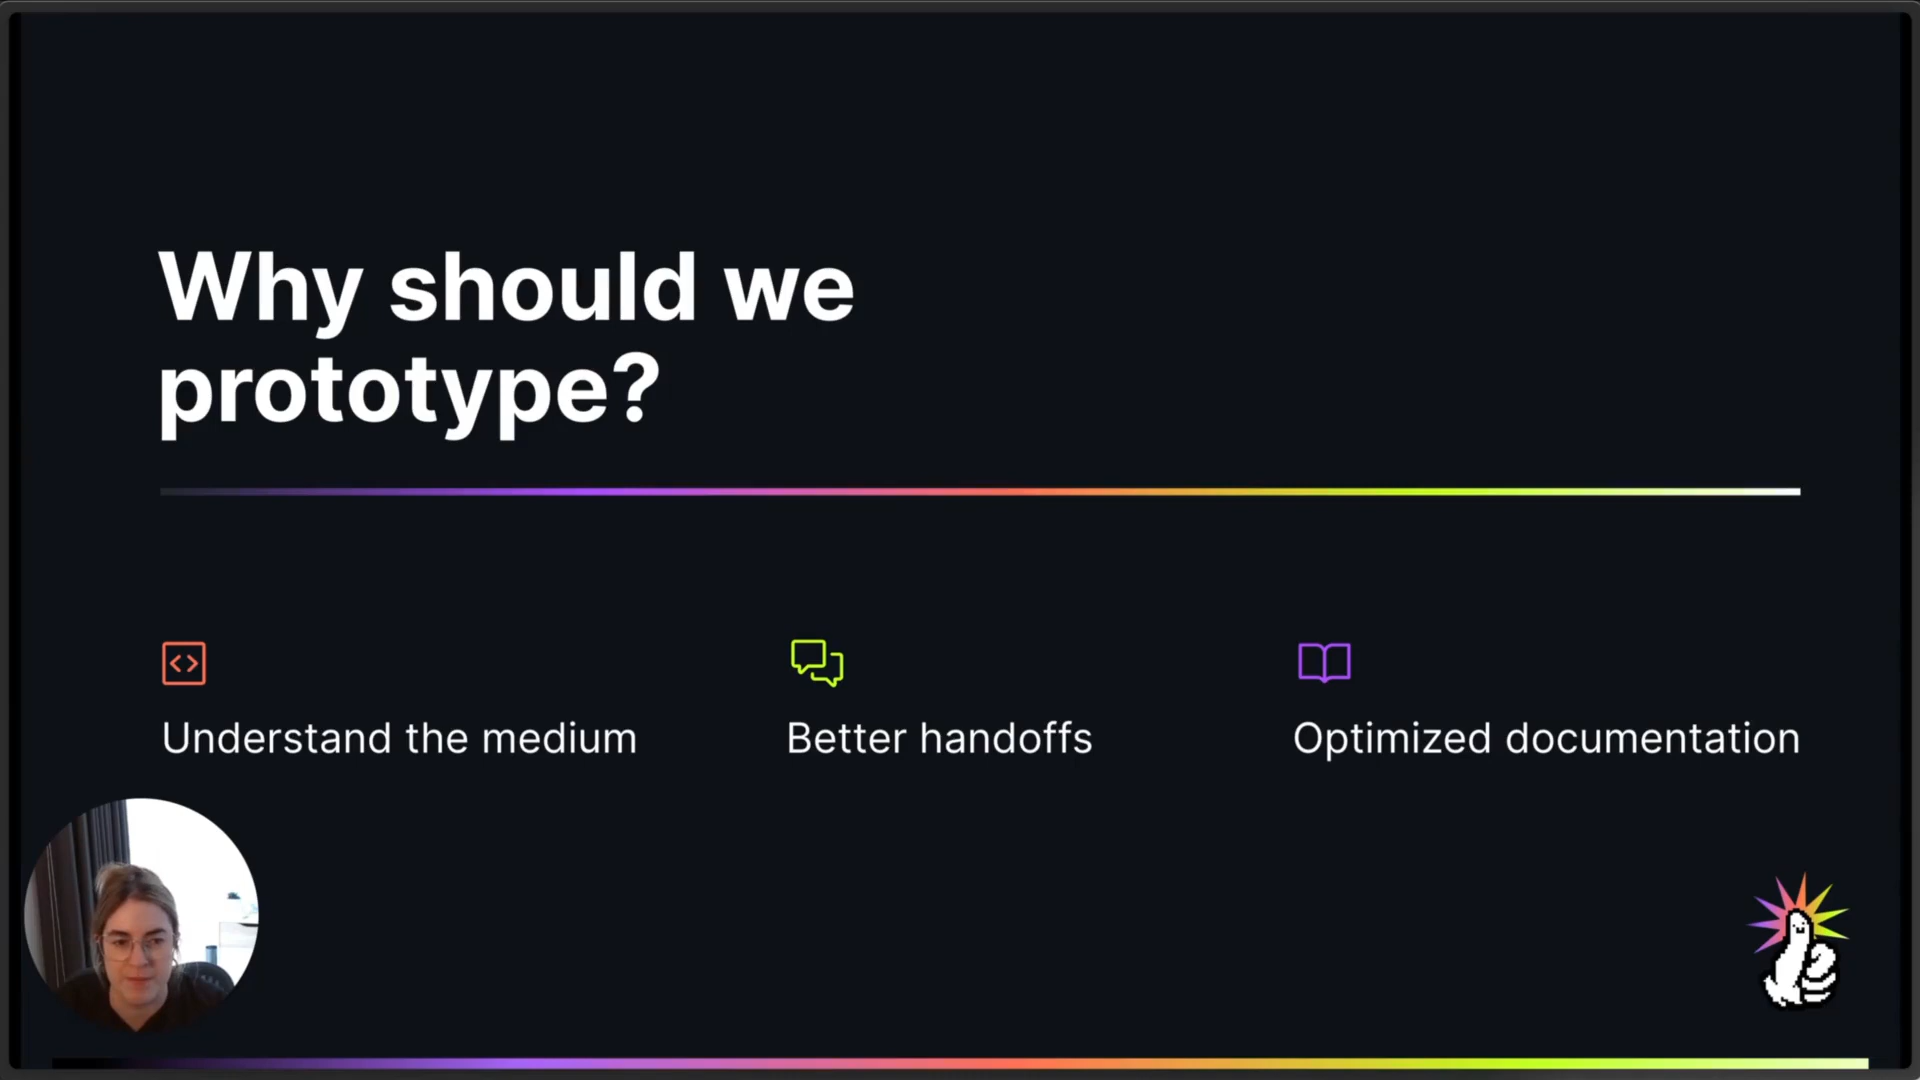 Why should we
prototype?
Understand the medium
Better handoffs
Optimized documentation